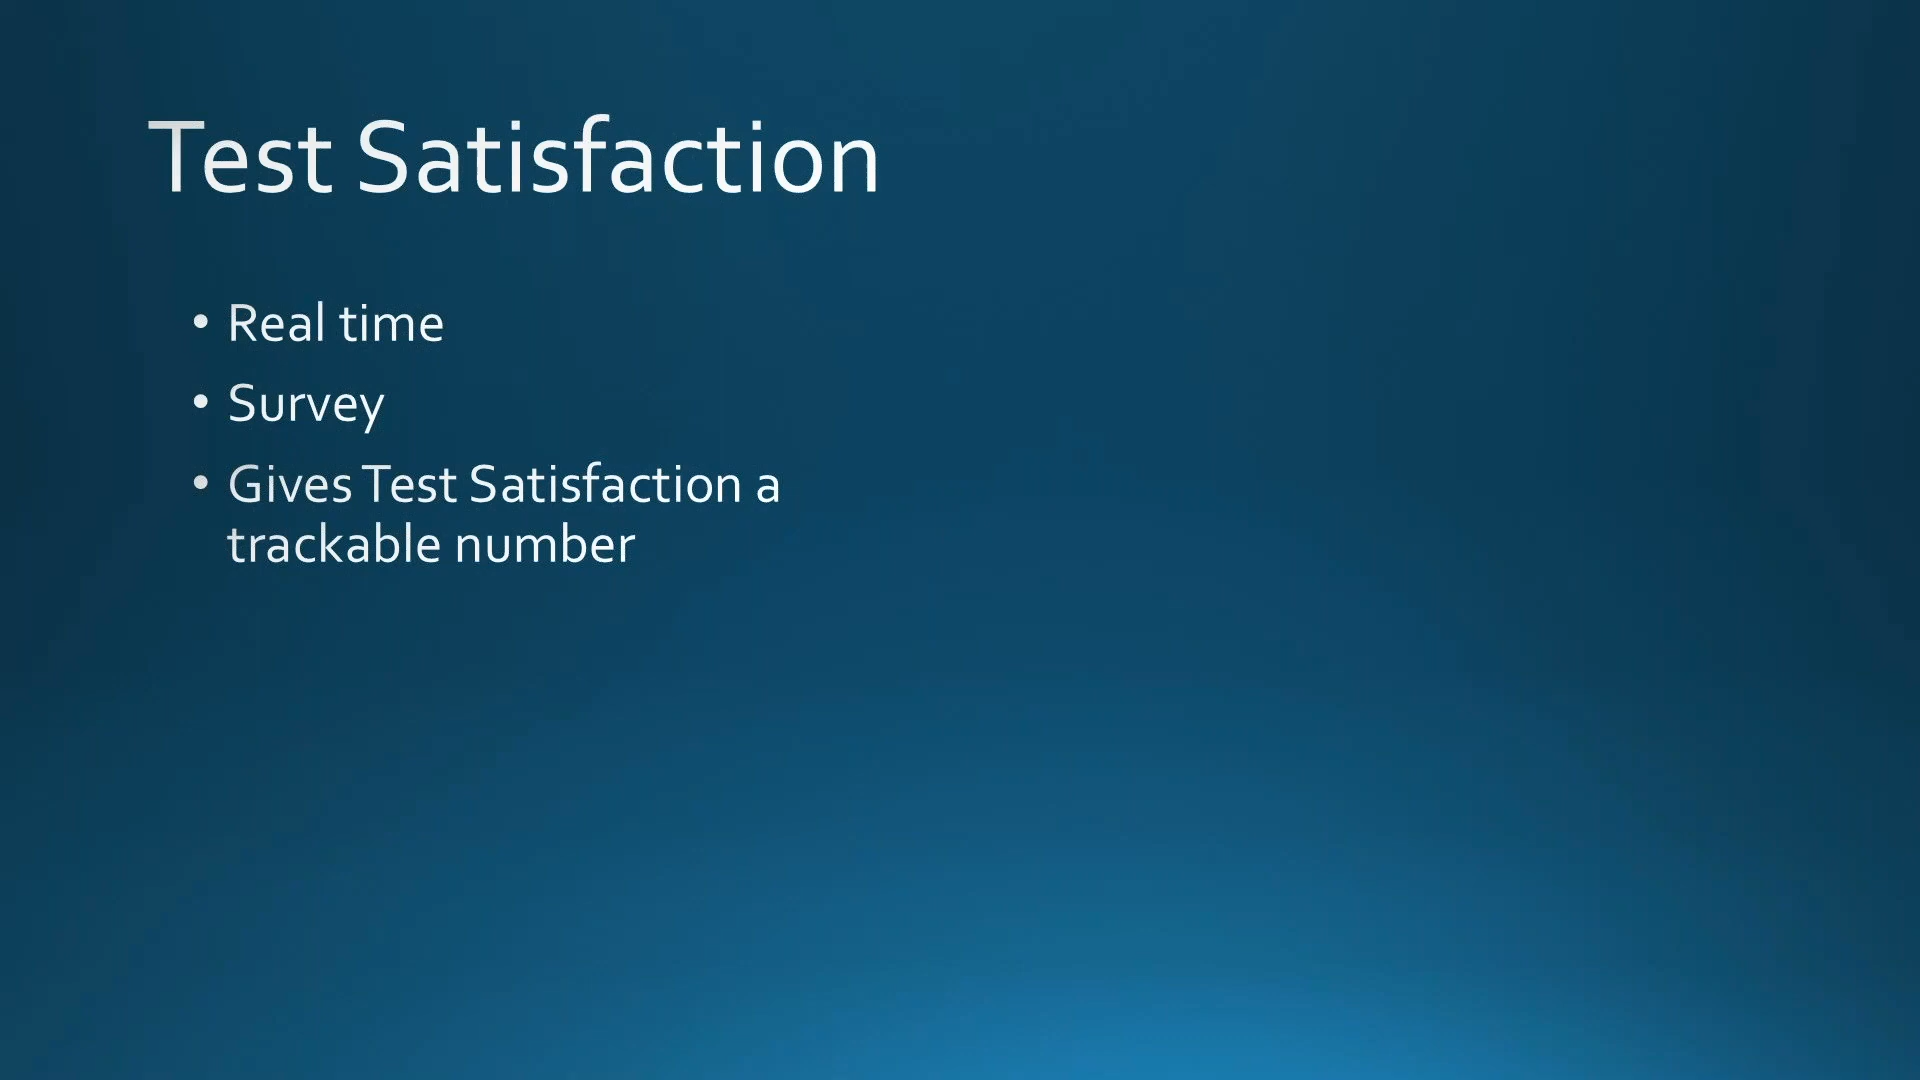 Test Satisfaction
• Real time
• Survey
• Gives Test Satisfaction a
trackable number